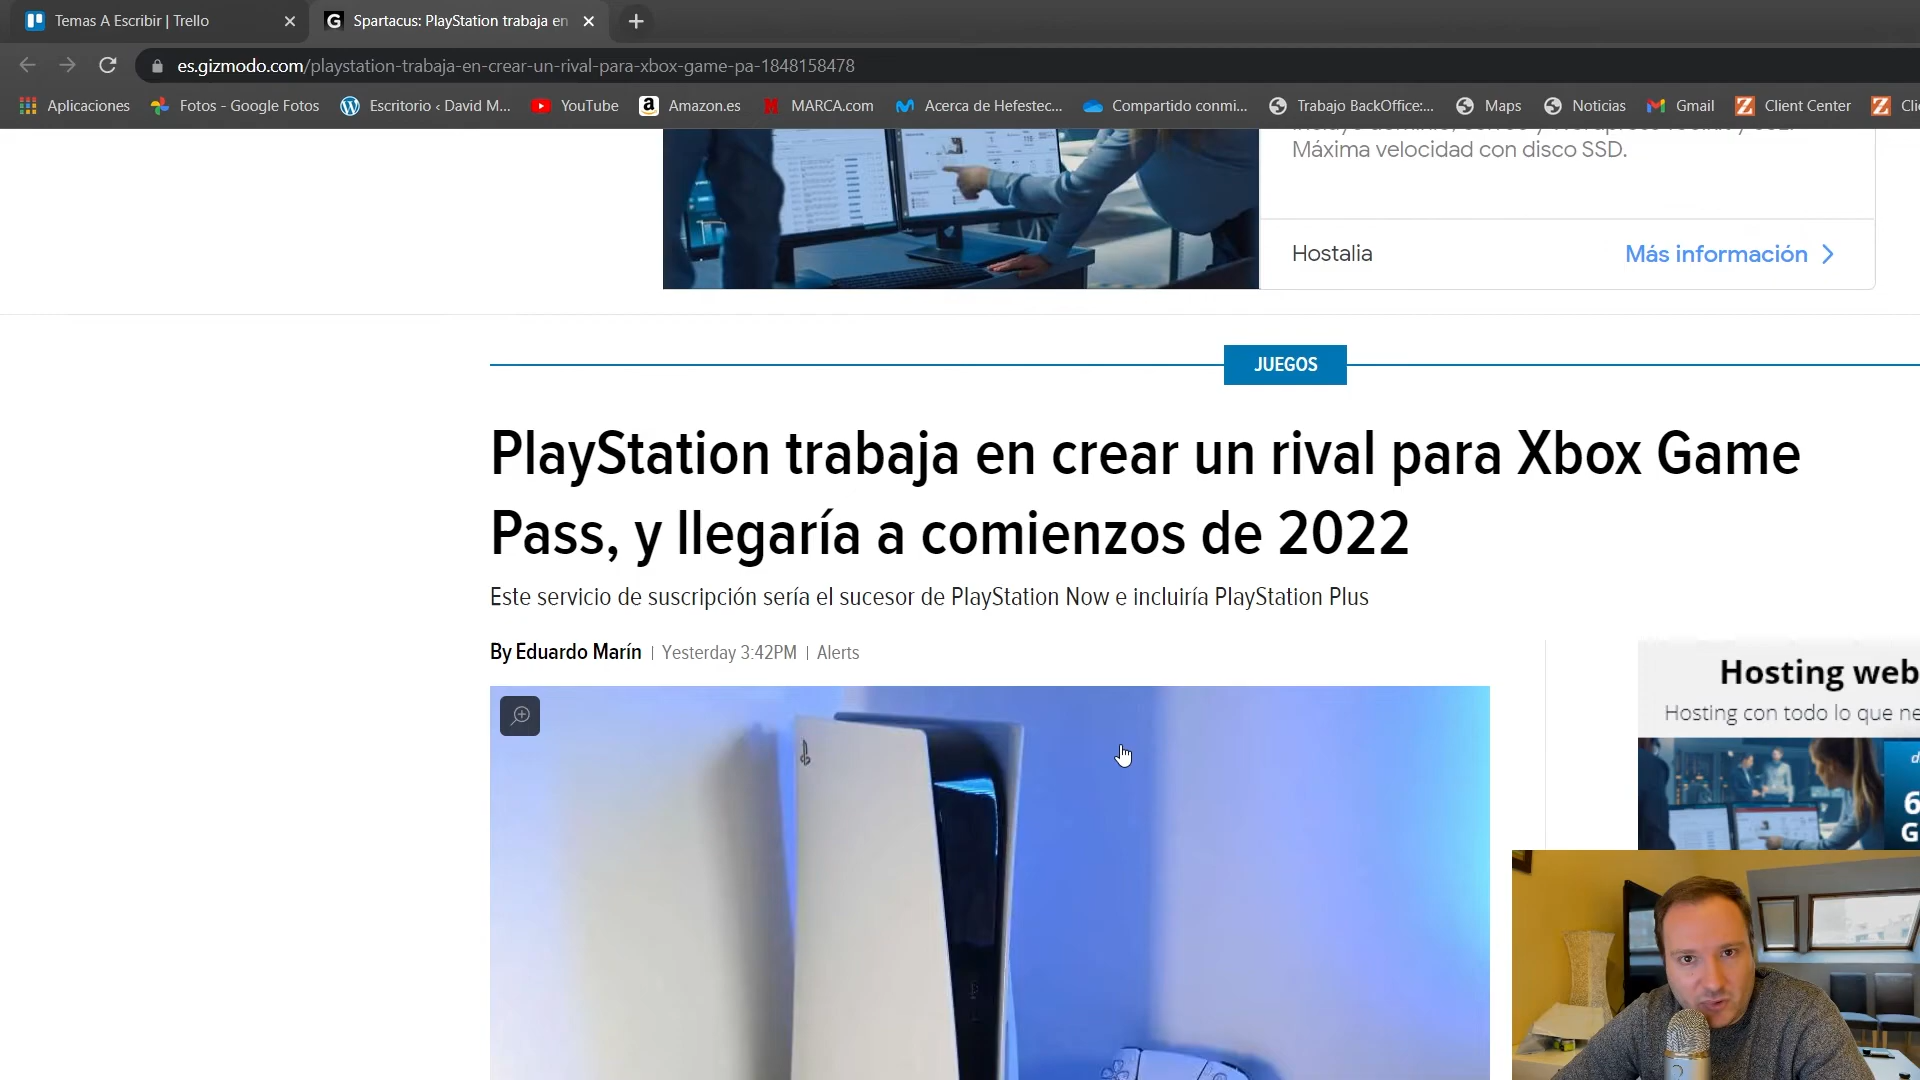 Temas A Escribir | Trello
Spartacus: PlayStation trabaja en
es.gizmodo.com/playstation-trabaja-en-crear-un-rival-para-xbox-game-pa-1848158478
Aplicaciones
Fotos - Google Fotos
Escritorio ‹ David M...
YouTube
Amazon.es
MARCA.com
Acerca de Hefestec...
Compartido conmi...
Trabajo BackOffice:...
Maps
Noticias
Gmail
Client Center
Cli
Máxima velocidad con disco SSD.
Hostalia
Más información
JUEGOS
PlayStation trabaja en crear un rival para Xbox Game
Pass, y llegaría a comienzos de 2022
Este servicio de suscripción sería el sucesor de PlayStation Now e incluiría PlayStation Plus
By Eduardo Marín | Yesterday 3:42PM | Alerts
Hosting web
Hosting con todo lo que ne
6
G